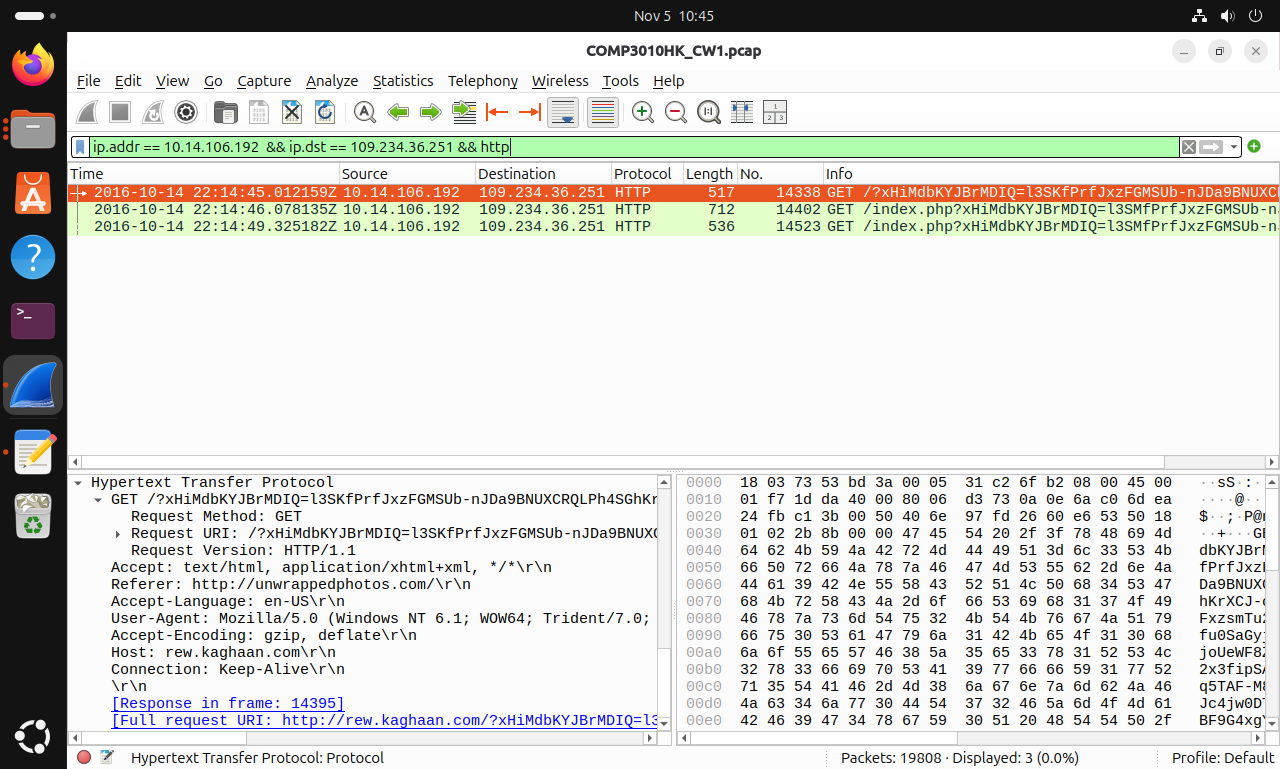 Nov 5 10:45
COMP3010HK_CW1.pcap
File Edit View Go Capture Analyze Statistics Telephony Wireless Tools Help
ip.addr == 10.14.106.192 && ip.dst == 109.234.36.251 && http
Time Source Destination Protocol Length No. Info
2016-10-14 22:14:45.012159Z 10.14.106.192 109.234.36.251 HTTP 517 14338 GET /?xHiMdbKYJBrMDIQ=l3SKfPrfJxzFGMSUb-nJDa9BNUXCR
2016-10-14 22:14:46.078135Z 10.14.106.192 109.234.36.251 HTTP 712 14402 GET /index.php?xHiMdbKYJBrMDIQ=l3SMfPrfJxzFGMSUb-nJ
2016-10-14 22:14:49.325182Z 10.14.106.192 109.234.36.251 HTTP 536 14523 GET /index.php?xHiMdbKYJBrMDIQ=l3SMfPrfJxzFGMSUb-nJ
Hypertext Transfer Protocol
GET /?xHiMdbKYJBrMDIQ=l3SKfPrfJxzFGMSUb-nJDa9BNUXCRQLPh4SGhKr
Request Method: GET
Request URI: /?xHiMdbKYJBrMDIQ=l3SKfPrfJxzFGMSUb-nJDa9BNUXC
Request Version: HTTP/1.1
Accept: text/html, application/xhtml+xml, */*\r\n
Referer: http://unwrappedphotos.com/\r\n
Accept-Language: en-US\r\n
User-Agent: Mozilla/5.0 (Windows NT 6.1; WOW64; Trident/7.0;
Accept-Encoding: gzip, deflate\r\n
Host: rew.kaghaan.com\r\n
Connection: Keep-Alive\r\n
\r\n
[Response in frame: 14395]
[Full request URI: http://rew.kaghaan.com/?xHiMdbKYJBrMDIQ=l3
0000 18 03 73 53 bd 3a 00 05 31 c2 6f b2 08 00 45 00 ··sS·:·
0010 01 f7 1d da 40 00 30 06 d3 73 0a 0e 6a c0 6d ea ····@·
0020 24 fb c1 3b 00 50 40 6e 97 fd 26 60 e6 53 50 18 $··;·P@n
0030 01 02 2b 8b 00 00 47 45 54 20 2f 3f 78 48 69 4d ··+···GE
0040 64 62 4b 59 4a 42 72 4d 44 49 51 3d 6c 33 53 4b dbKYJBrM
0050 66 50 72 66 4a 78 7a 46 47 4d 53 55 62 2d 6e 4a fPrfJxzF
0060 44 61 39 42 4e 55 58 43 52 51 4c 50 68 34 53 47 Da9BNUXC
0070 68 4b 72 58 43 4a 2d 6f 66 53 69 68 31 37 4f 49 hKrXCJ-o
0080 46 78 7a 73 6d 54 75 32 4b 54 4b 76 67 4a 51 79 FxzsmTu2
0090 66 75 30 53 61 47 79 6a 31 42 4b 65 4f 31 30 68 fu0SaGyj
00a0 6a 6f 55 65 57 46 38 5a 35 65 33 78 31 52 53 4c joUeWF8Z
00b0 32 78 33 66 69 70 53 41 39 77 66 66 59 31 77 52 2x3fipSA
00c0 71 35 54 41 46 2d 4d 38 6a 67 6e 7a 6d 62 4a 46 q5TAF-M8
00d0 4a 63 34 6a 77 30 44 54 37 32 46 5a 6d 4f 4d 61 Jc4jw0DT
00e0 42 46 39 47 34 78 67 59 30 51 20 48 54 54 50 2f BF9G4xgY
Hypertext Transfer Protocol: Protocol
Packets: 19808 · Displayed: 3 (0.0%)
Profile: Default